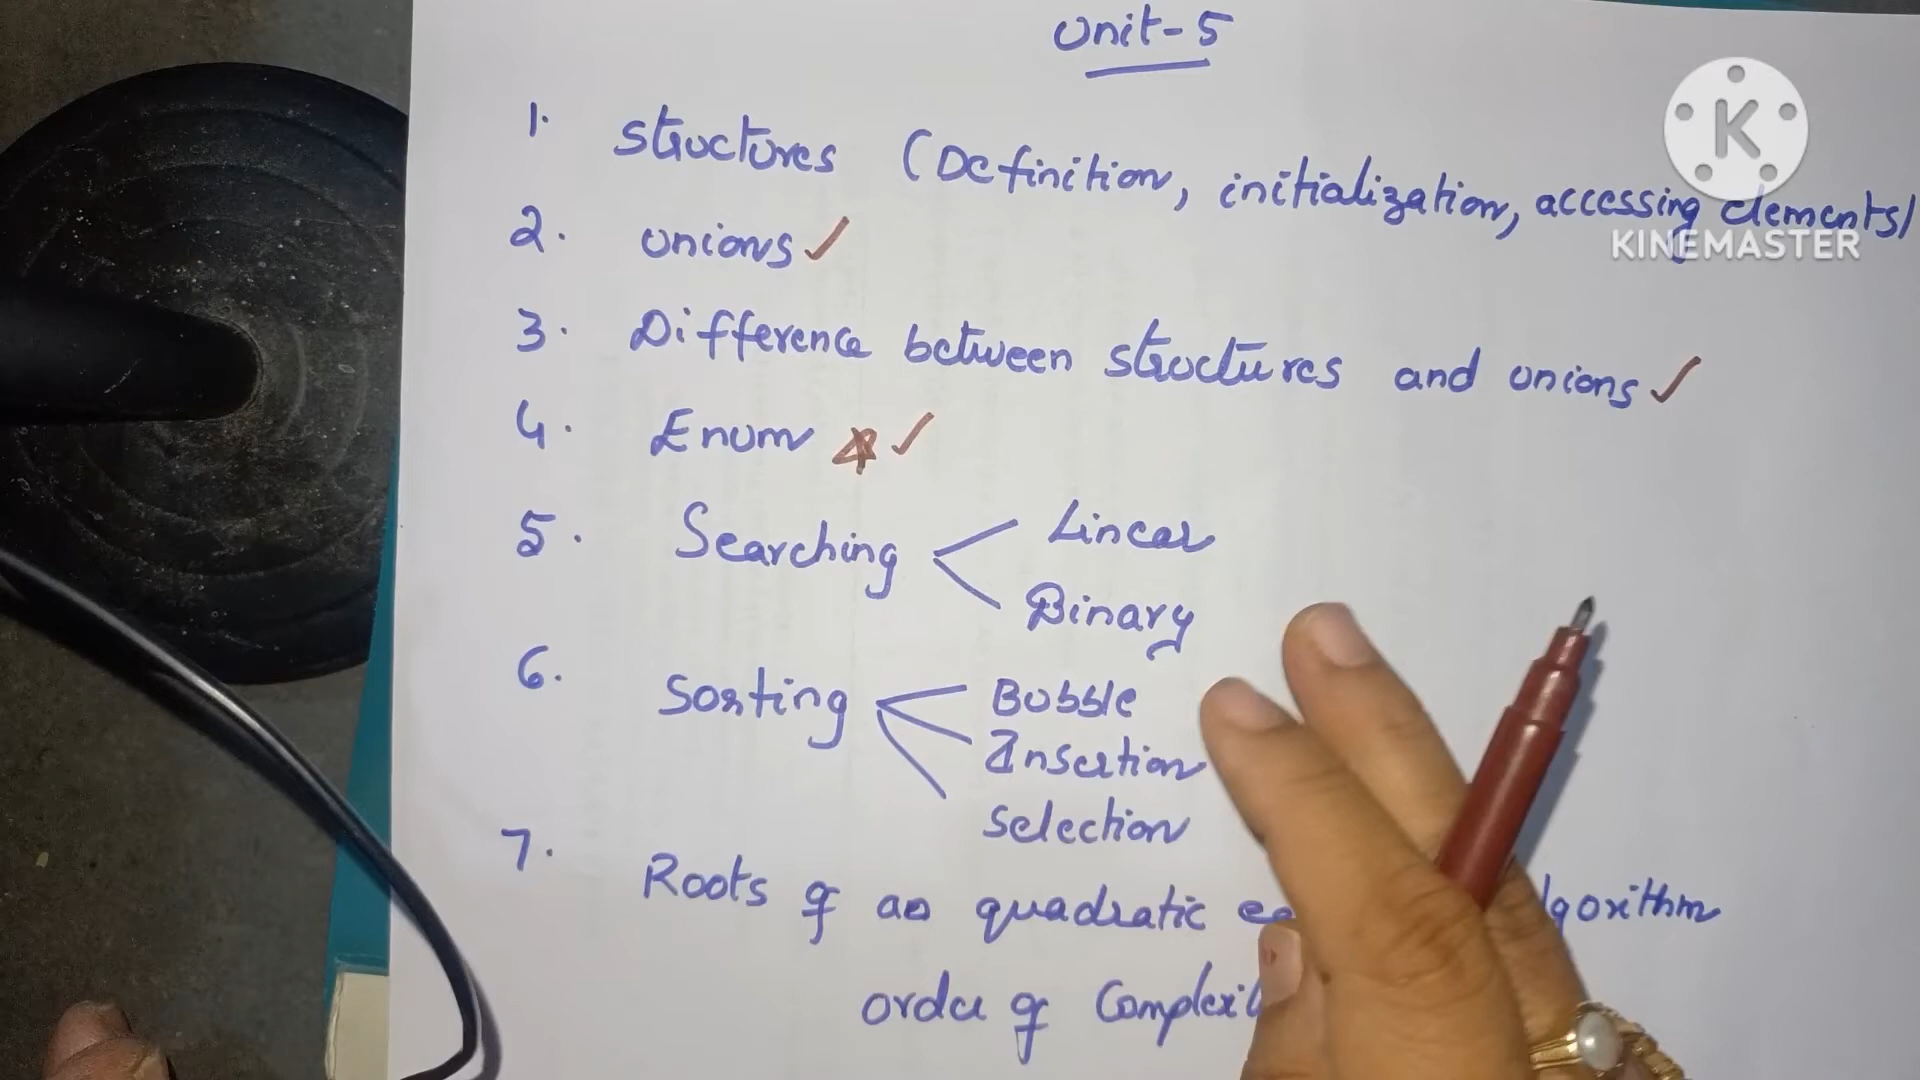 Unit-5
1. Structures (Definition, initialization, accessing elements)
2. Unions ✓
3. Difference between structures and unions ✓
4. Enum ✓
5. Searching
Linear
Binary
6. Sorting
Bubble
Insertion
Selection
7. Roots of an quadratic
order of
K
KINEMASTER